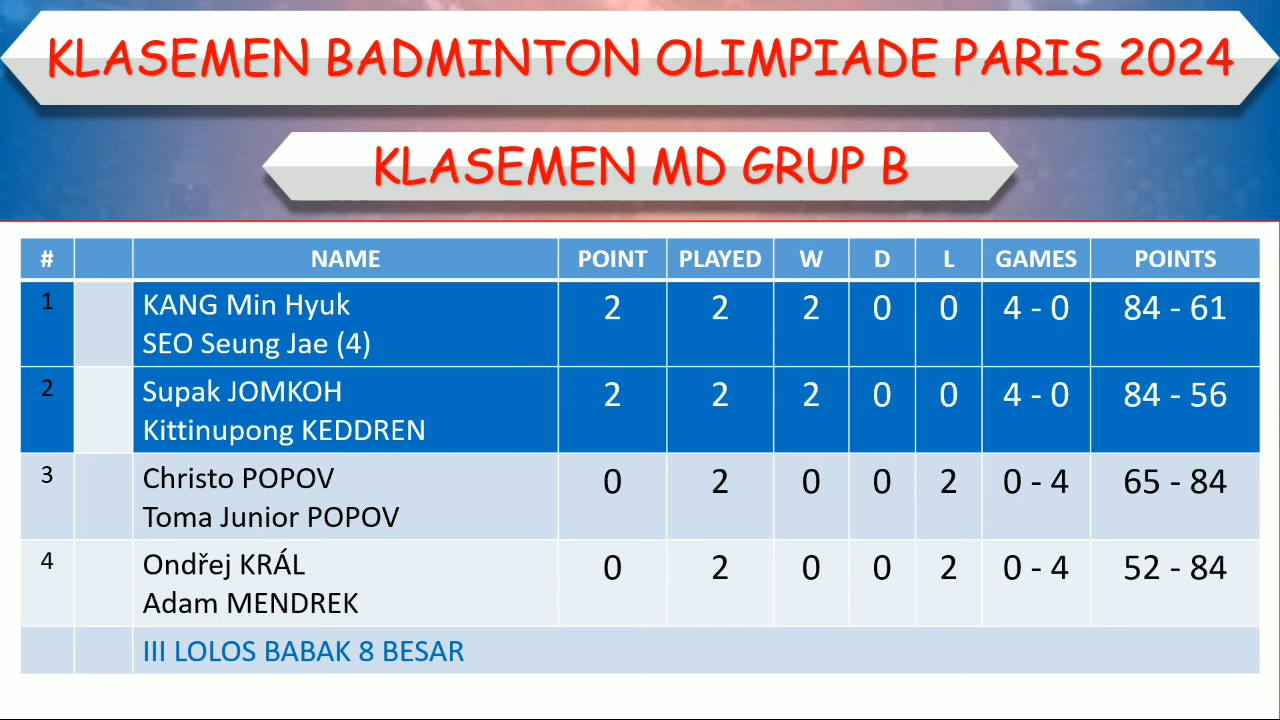 KLASEMEN BADMINTON OLIMPIADE PARIS 2024
KLASEMEN MD GRUP B
# NAME POINT PLAYED W D L GAMES POINTS
1 KANG Min Hyuk 2 2 2 0 0 4 - 0 84 - 61
SEO Seung Jae (4)
2 Supak JOMKOH 2 2 2 0 0 4 - 0 84 - 56
Kittinupong KEDDREN
3 Christo POPOV 0 2 0 0 2 0 - 4 65 - 84
Toma Junior POPOV
4 Ondřej KRÁL 0 2 0 0 2 0 - 4 52 - 84
Adam MENDREK
III LOLOS BABAK 8 BESAR